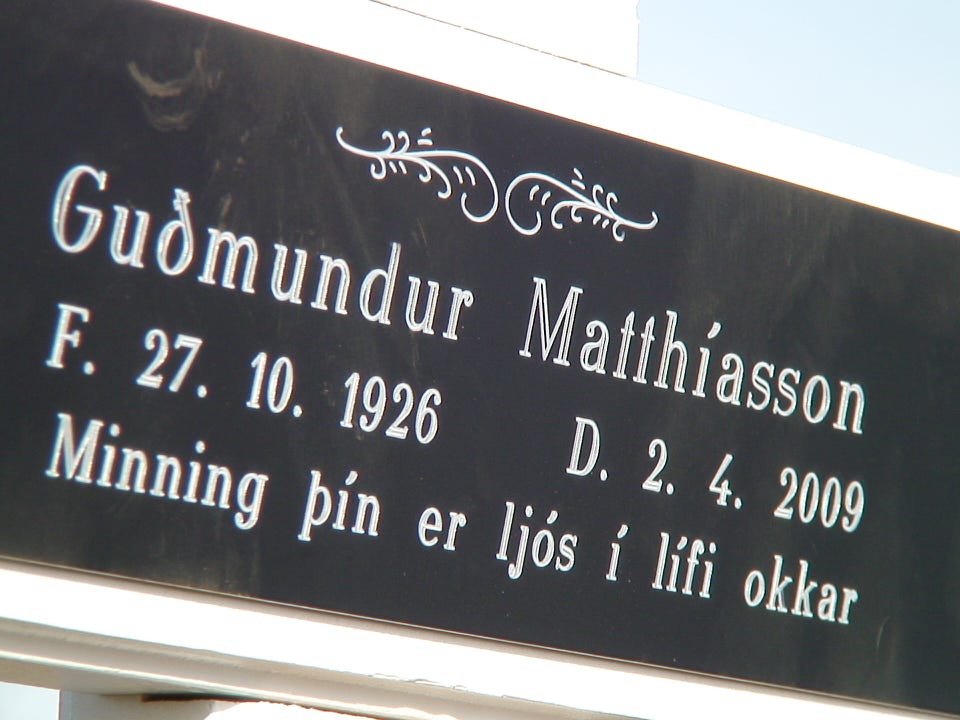 Guðmundur Matthíasson
F. 27. 10. 1926 D. 2. 4. 2009
Minning þín er ljós í lífi okkar